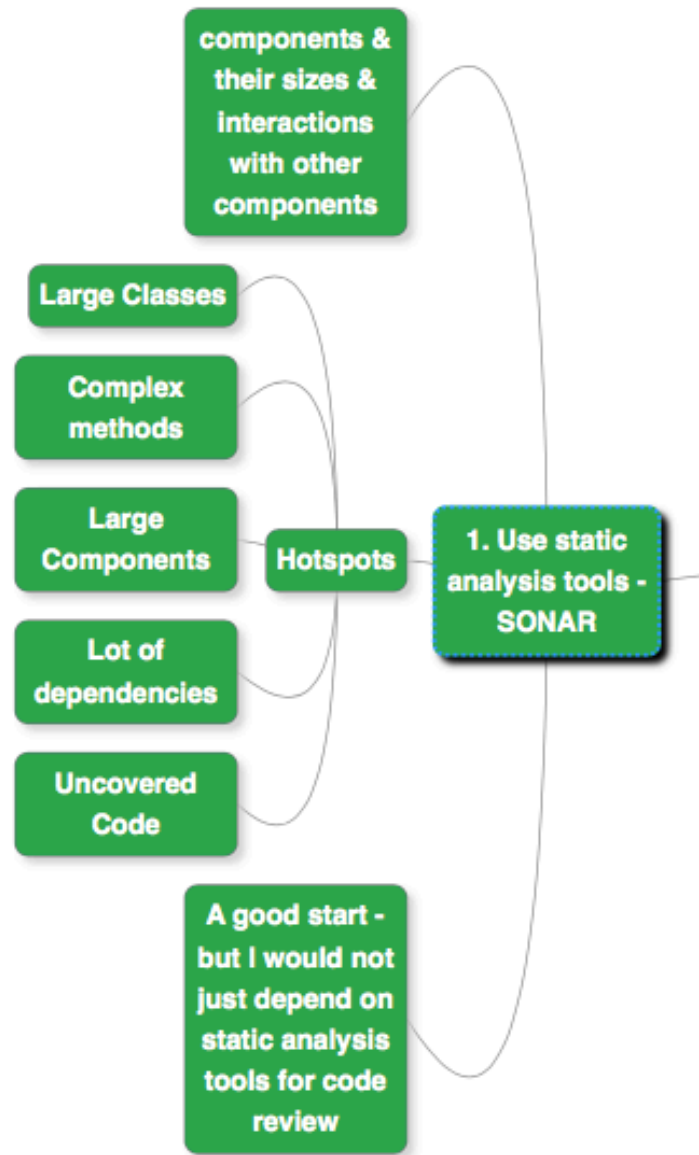 components &
their sizes &
interactions
with other
components
Large Classes
Complex
methods
Large
Components
Hotspots
1. Use static
analysis tools -
SONAR
Lot of
dependencies
Uncovered
Code
A good start -
but I would not
just depend on
static analysis
tools for code
review